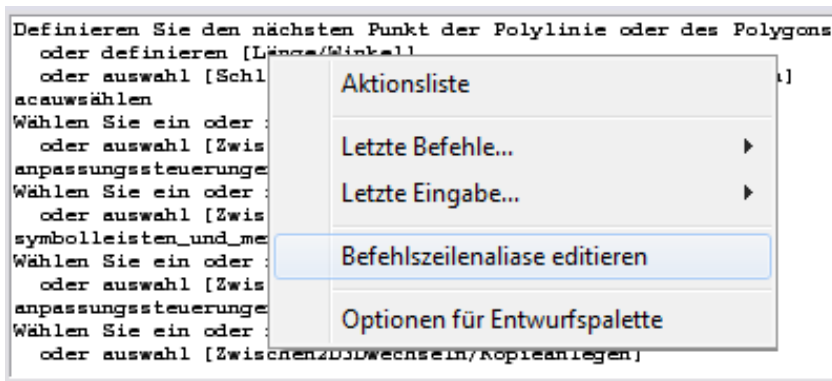 Definieren Sie den nächsten Punkt der Polylinie oder des Polygons
oder definieren [Länge/Winkel]
oder auswahl [Schl
acauwsählen
Wählen Sie ein oder
oder auswahl [Zwis
anpassungssteuerunge
Wählen Sie ein oder
oder auswahl [Zwis
symbolleisten_und_me
Wählen Sie ein oder
oder auswahl [Zwis
anpassungssteuerunge
Wählen Sie ein oder
oder auswahl [Zwischen2D3DWechseln/KopieAnlegen]
Aktionsliste
Letzte Befehle...
Letzte Eingabe...
Befehlszeilenaliase editieren
Optionen für Entwurfspalette